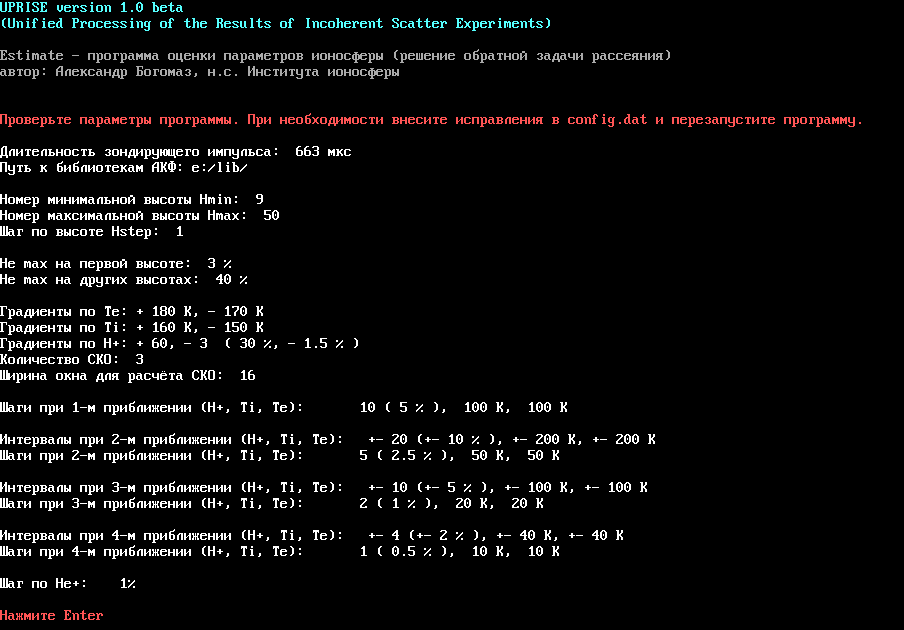 UPRISE version 1.0 beta
(Unified Processing of the Results of Incoherent Scatter Experiments)
Estimate - программа оценки параметров ионосферы (решение обратной задачи рассеяния)
автор: Александр Богомаз, н.с. Института ионосферы
Проверьте параметры программы. При необходимости внесите исправления в config.dat и перезапустите программу.
Длительность зондирующего импульса:  663 мкс
Путь к библиотекам АКФ: e:/lib/
Номер минимальной высоты Hmin:  9
Номер максимальной высоты Hmax:  50
Шаг по высоте Hstep:  1
He max на первой высоте:  3 %
He max на других высотах:  40 %
Градиенты по Te: + 180 K, - 170 K
Градиенты по Ti: + 160 K, - 150 K
Градиенты по H+: + 60, - 3  ( 30 %, - 1.5 % )
Количество СКО:  3
Ширина окна для расчёта СКО:  16
Шаги при 1-м приближении (H+, Ti, Te):       10 ( 5 % ),  100 K,  100 K
Интервалы при 2-м приближении (H+, Ti, Te):   +- 20 (+- 10 % ), +- 200 K, +- 200 K
Шаги при 2-м приближении (H+, Ti, Te):       5 ( 2.5 % ),  50 K,  50 K
Интервалы при 3-м приближении (H+, Ti, Te):   +- 10 (+- 5 % ), +- 100 K, +- 100 K
Шаги при 3-м приближении (H+, Ti, Te):       2 ( 1 % ),  20 K,  20 K
Интервалы при 4-м приближении (H+, Ti, Te):   +- 4 (+- 2 % ), +- 40 K, +- 40 K
Шаги при 4-м приближении (H+, Ti, Te):       1 ( 0.5 % ),  10 K,  10 K
Шаг по He+:    1%
Нажмите Enter